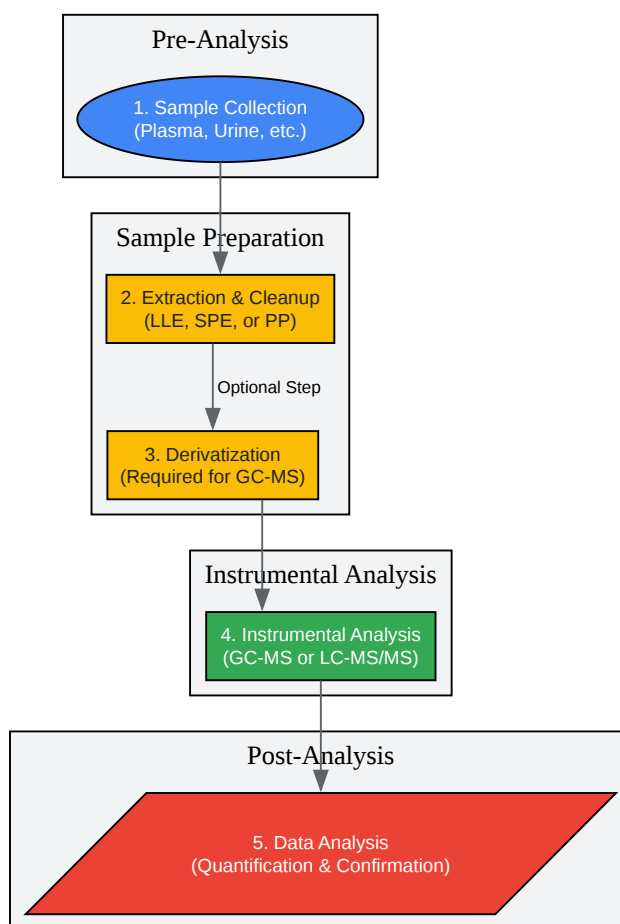 Pre-Analysis
1. Sample Collection
(Plasma, Urine, etc.)
Sample Preparation
2. Extraction & Cleanup
(LLE, SPE, or PP)
Optional Step
3. Derivatization
(Required for GC-MS)
Instrumental Analysis
4. Instrumental Analysis
(GC-MS or LC-MS/MS)
Post-Analysis
5. Data Analysis
(Quantification & Confirmation)